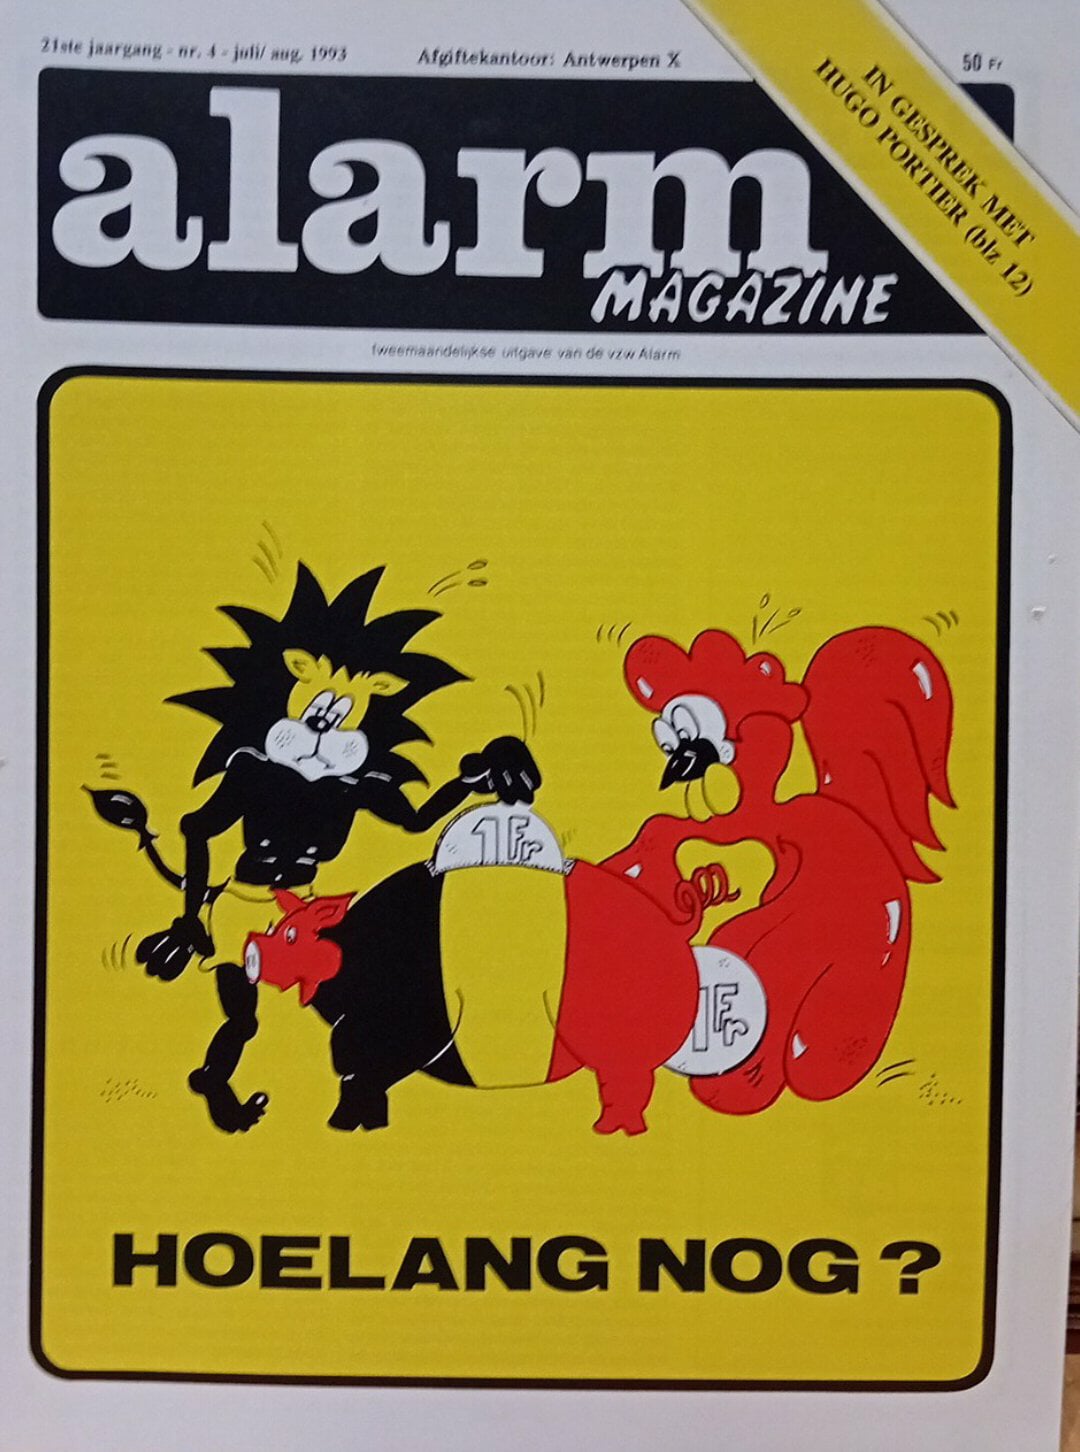 21ste jaargang - nr. 4 - juli/ aug. 1993
Afgiftekantoor: Antwerpen X
50 Fr
IN GESPREK MET
HUGO PORTIER (blz 12)
alarm
MAGAZINE
tweemaandelijkse uitgave van de vzw Alarm
1Fr
1Fr
HOELANG NOG ?